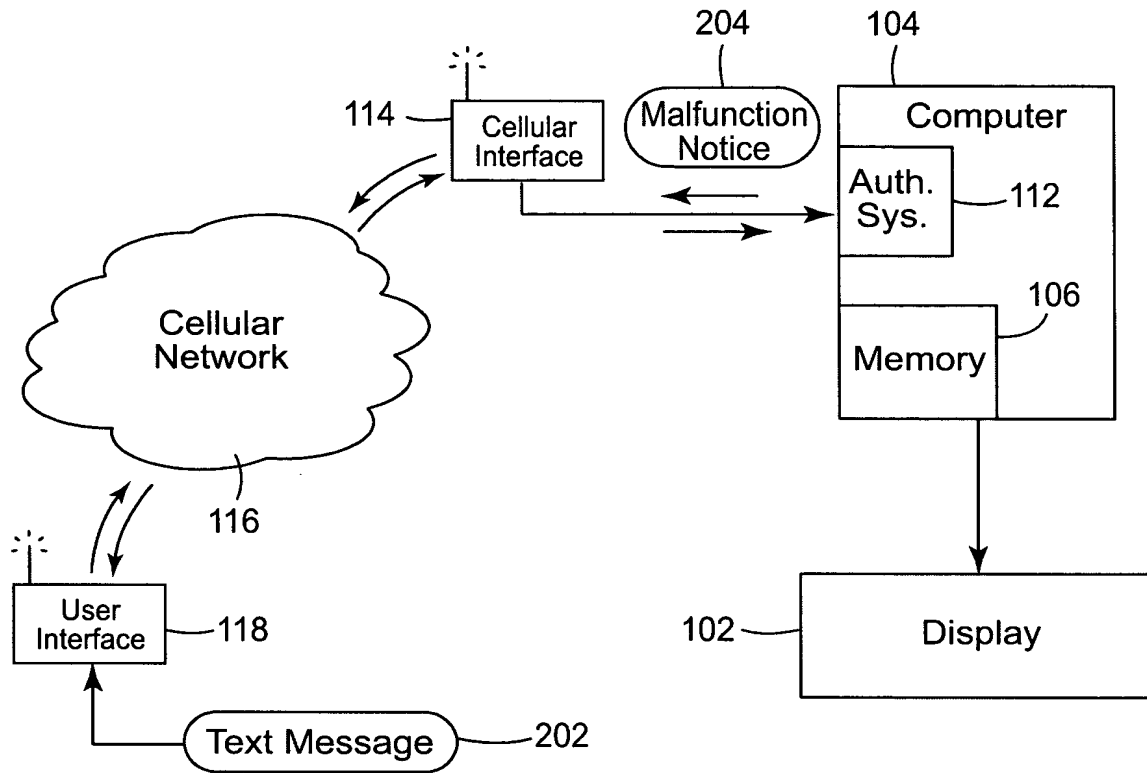 204
104
114
Cellular
Interface
Malfunction
Notice
Computer
Auth.
Sys.
112
106
Memory
Cellular
Network
116
User
Interface
118
102
Display
Text Message
202